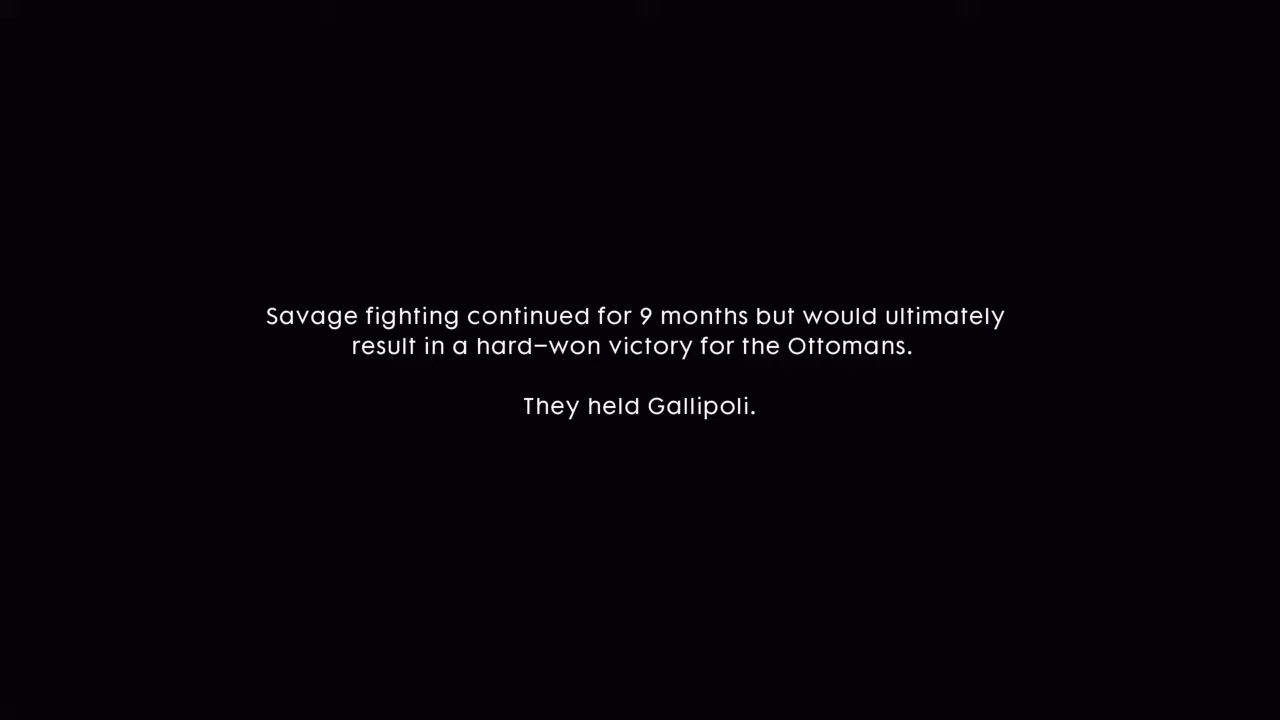 Savage fighting continued for 9 months but would ultimately
result in a hard–won victory for the Ottomans.
They held Gallipoli.